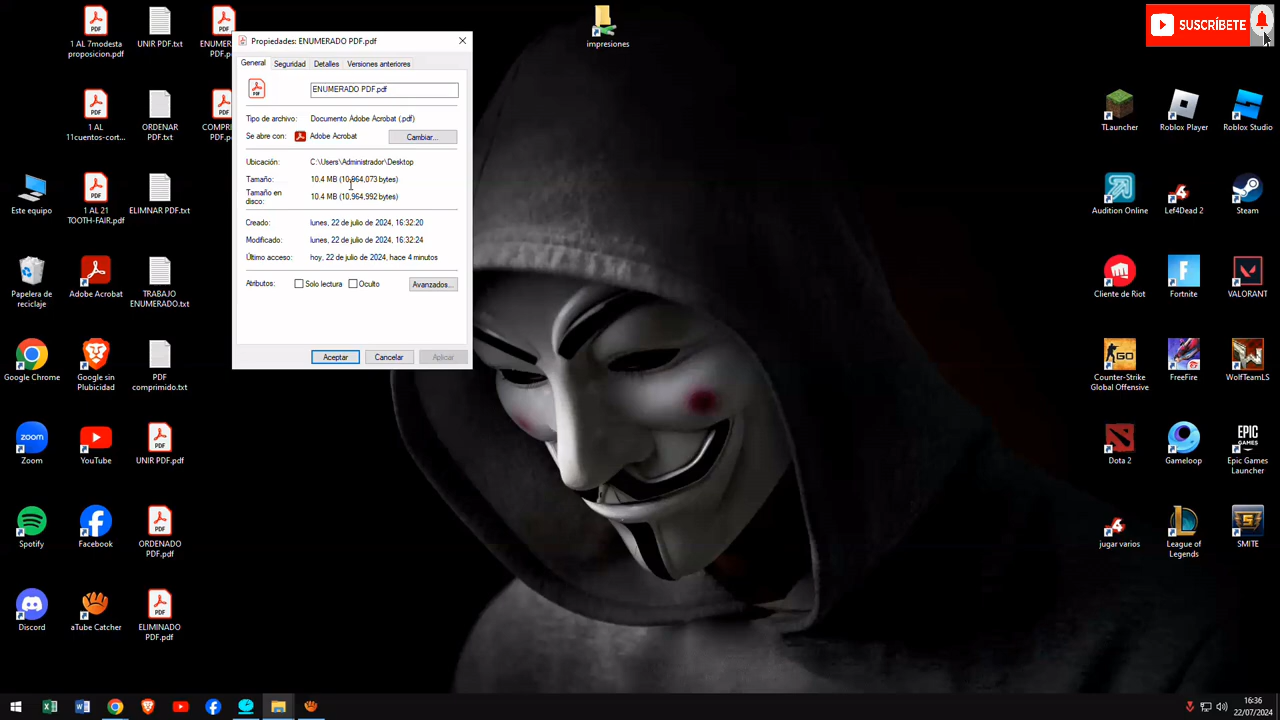 1 AL 7modesta
proposicion.pdf
UNIR PDF.txt
Propiedades: ENUMERADO PDF.pdf
General
Seguridad
Detalles
Versiones anteriores
ENUMERADO PDF.pdf
Tipo de archivo:
Documento Adobe Acrobat (.pdf)
Se abre con:
Adobe Acrobat
Cambiar...
Ubicación:
C:\Users\Administrador\Desktop
Tamaño:
10.4 MB (10,964,073 bytes)
Tamaño en
disco:
10.4 MB (10,964,992 bytes)
Creado:
lunes, 22 de julio de 2024, 16:32:20
Modificado:
lunes, 22 de julio de 2024, 16:32:24
Último acceso:
hoy, 22 de julio de 2024, hace 4 minutos
Atributos:
Solo lectura
Oculto
Avanzados...
Aceptar
Cancelar
Aplicar
impresiones
SUSCRÍBETE
1 AL
11cuentos-cort...
ORDENAR
PDF.txt
TLauncher
Roblox Player
Roblox Studio
Este equipo
1 AL 21
TOOTH-FAIR.pdf
ELIMNAR PDF.txt
Audition Online
Lef4Dead 2
Steam
Papelera de
reciclaje
Adobe Acrobat
TRABAJO
ENUMERADO.txt
Cliente de Riot
Fortnite
VALORANT
Google Chrome
Google sin
Plubicidad
PDF
comprimido.txt
Counter-Strike
Global Offensive
FreeFire
WolfTeamLS
Zoom
YouTube
UNIR PDF.pdf
Dota 2
Gameloop
Epic Games
Launcher
Spotify
Facebook
ORDENADO
PDF.pdf
jugar varios
League of
Legends
SMITE
Discord
aTube Catcher
ELIMINADO
PDF.pdf
16:36
22/07/2024